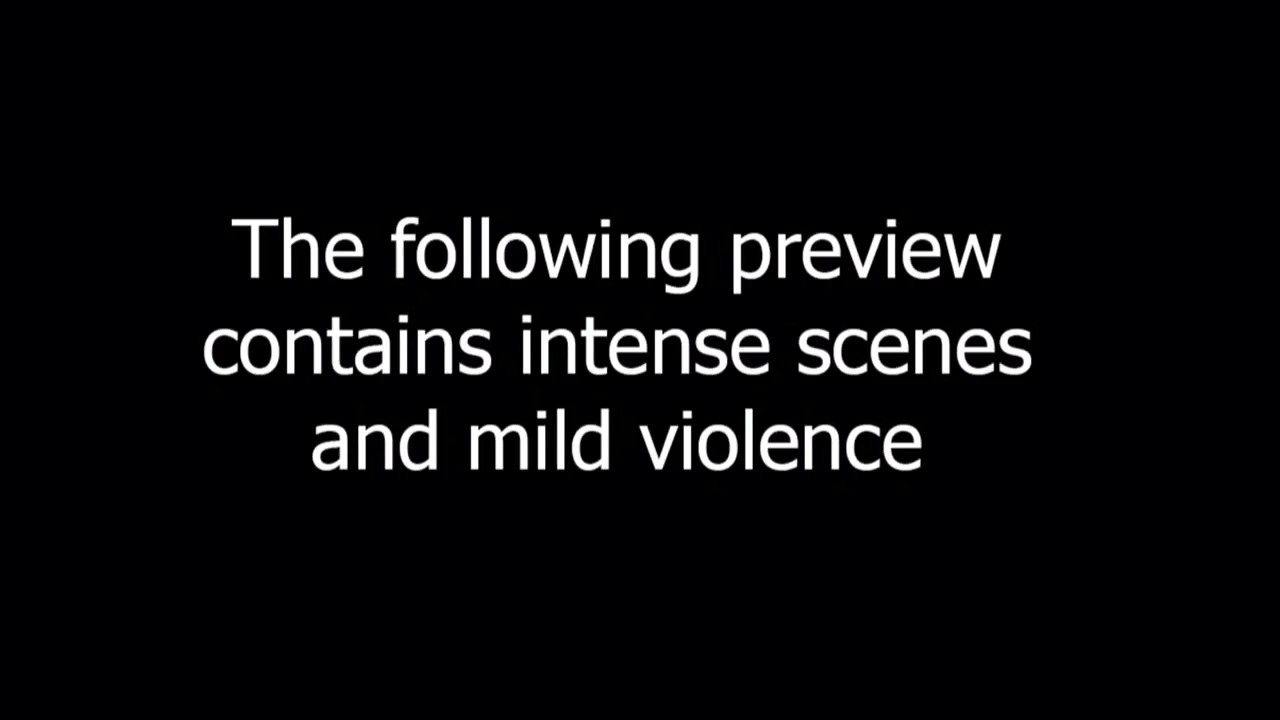 The following preview
contains intense scenes
and mild violence